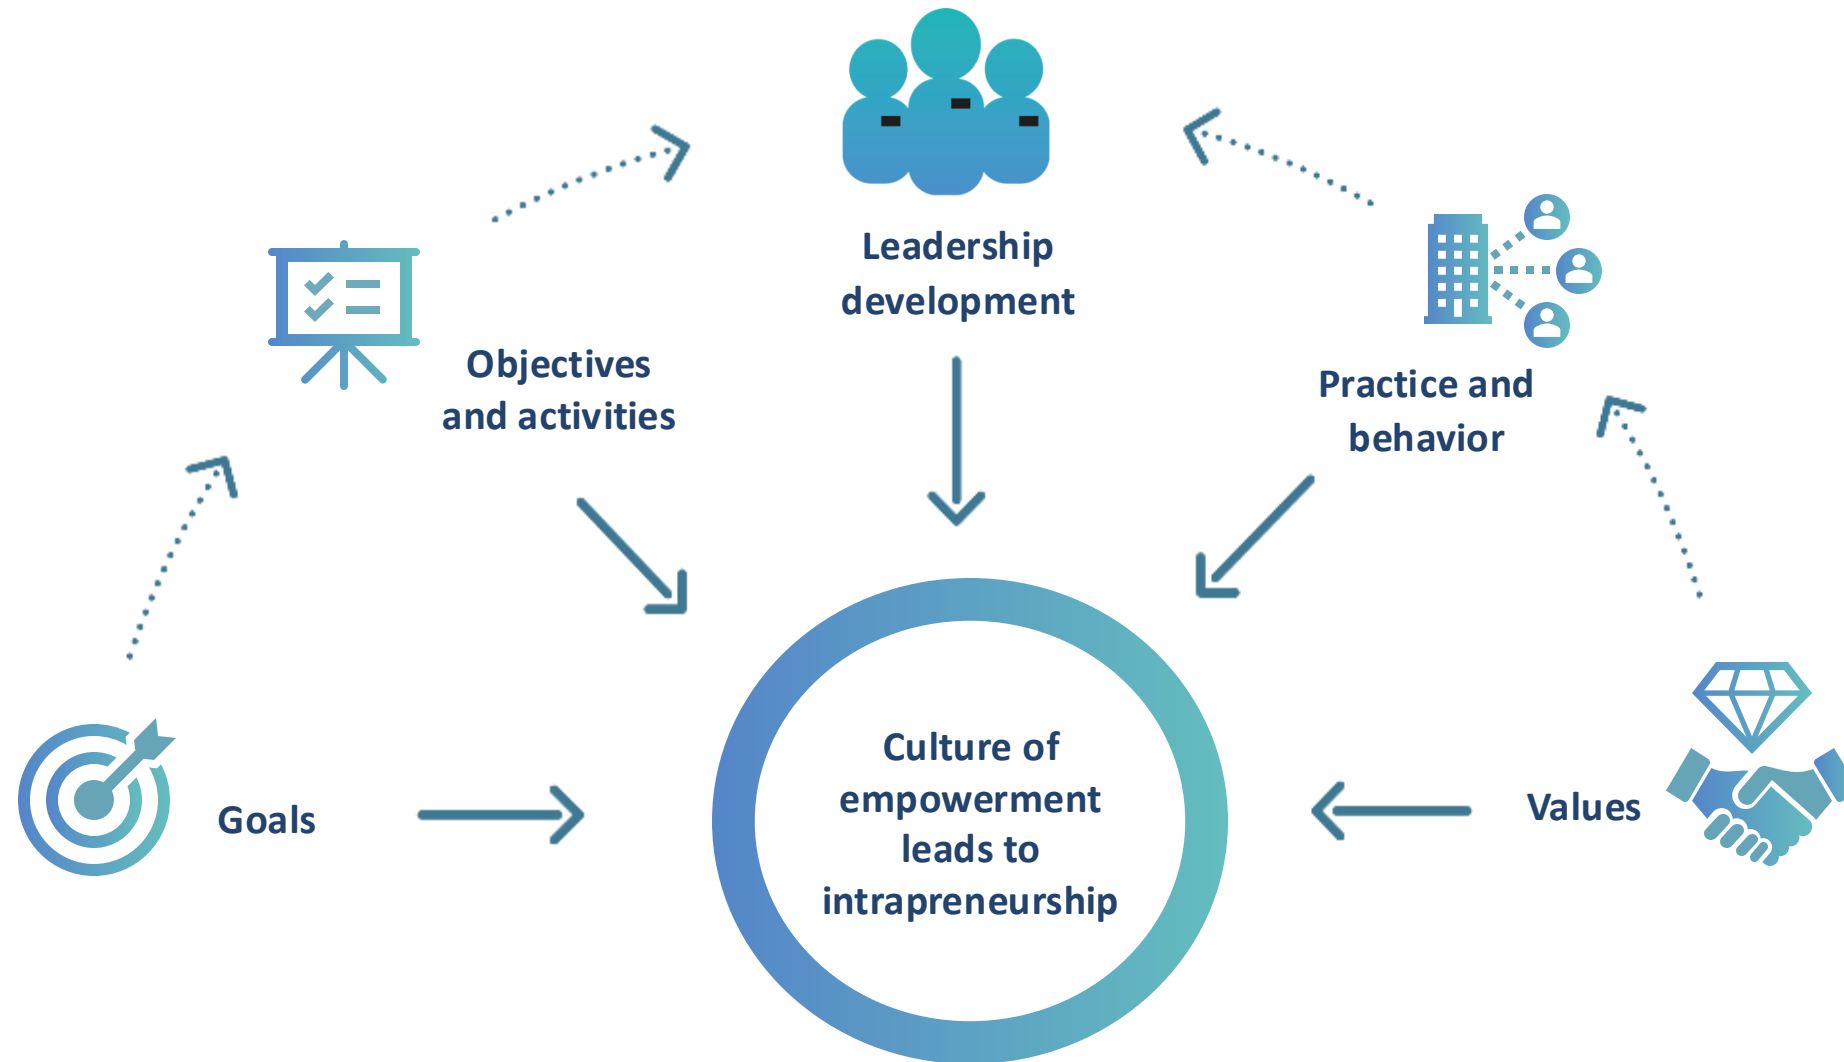 Leadership
development
Objectives
and activities
Practice and
behavior
Goals
Culture of
empowerment
leads to
intrapreneurship
Values